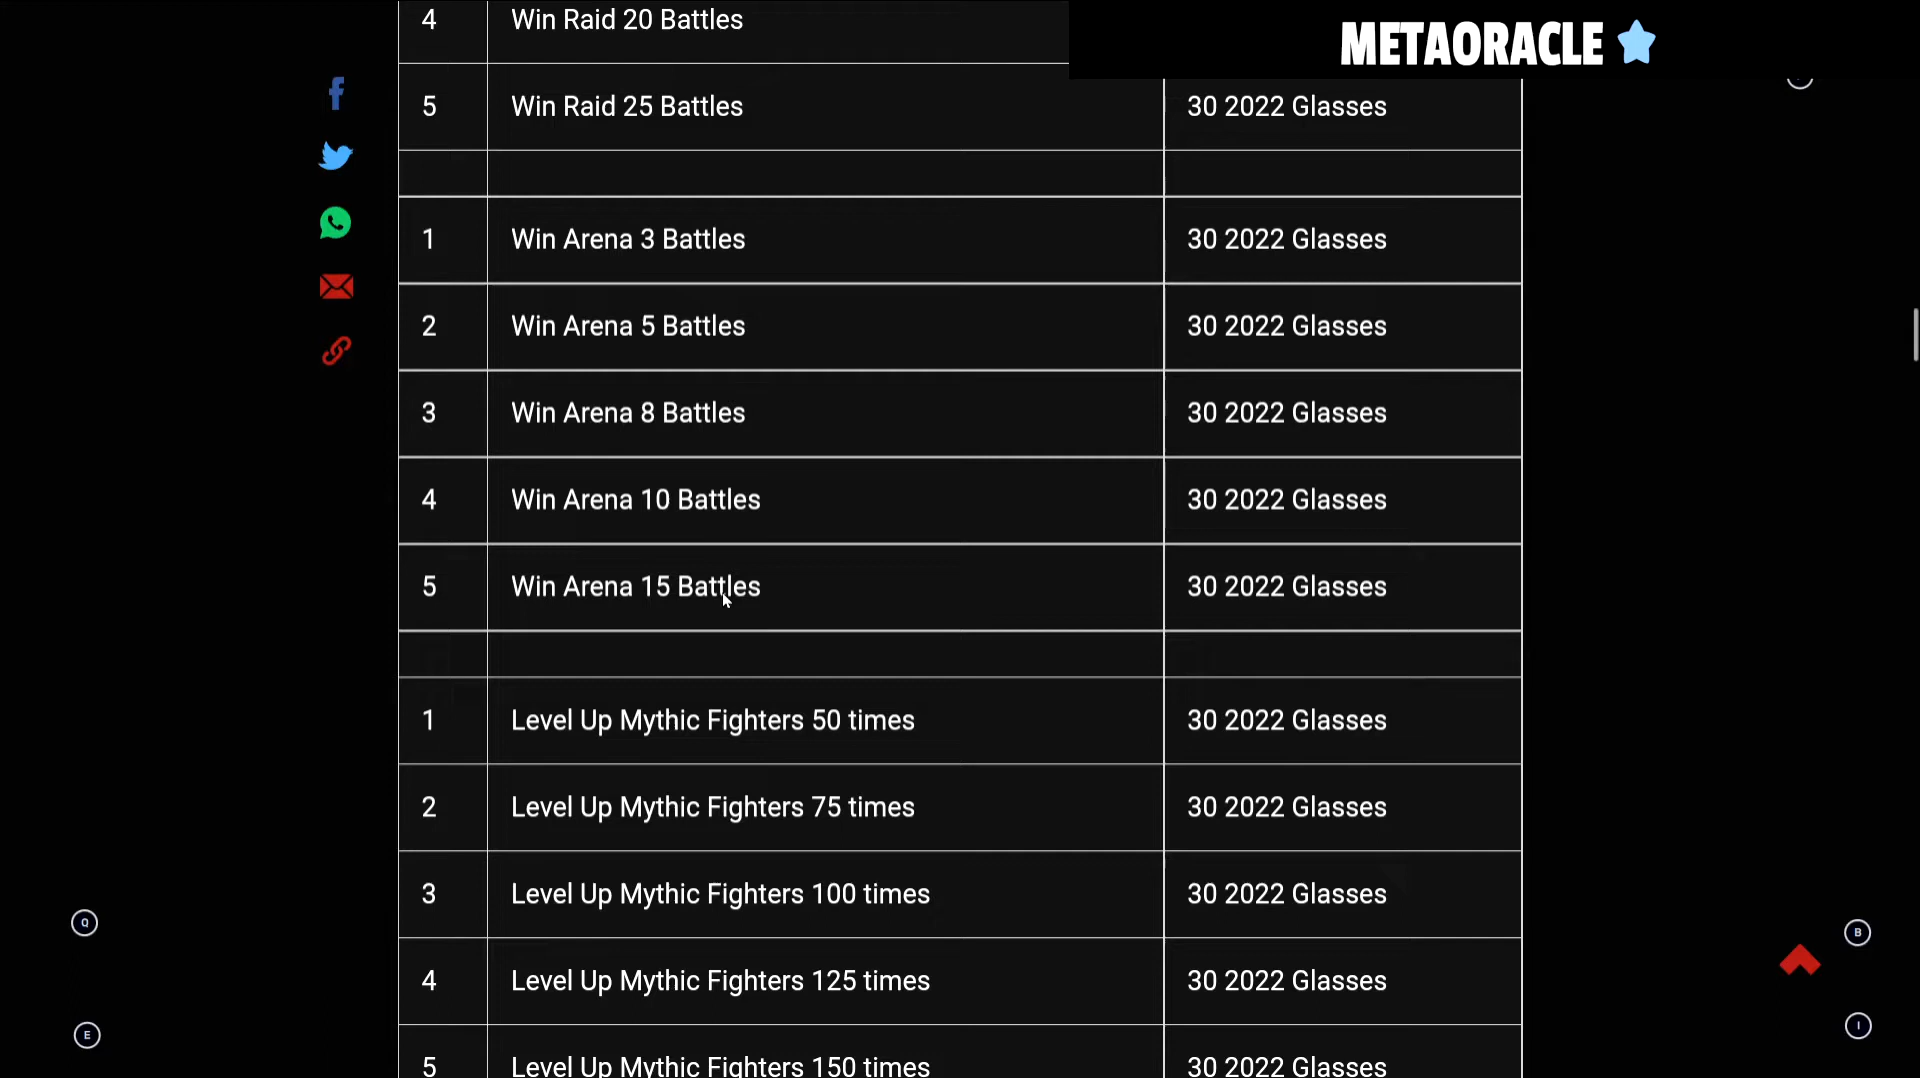 METAORACLE
4 Win Raid 20 Battles
5 Win Raid 25 Battles 30 2022 Glasses
1 Win Arena 3 Battles 30 2022 Glasses
2 Win Arena 5 Battles 30 2022 Glasses
3 Win Arena 8 Battles 30 2022 Glasses
4 Win Arena 10 Battles 30 2022 Glasses
5 Win Arena 15 Battles 30 2022 Glasses
1 Level Up Mythic Fighters 50 times 30 2022 Glasses
2 Level Up Mythic Fighters 75 times 30 2022 Glasses
3 Level Up Mythic Fighters 100 times 30 2022 Glasses
Q
B
4 Level Up Mythic Fighters 125 times 30 2022 Glasses
E
I
5 Level Up Mythic Fighters 150 times 30 2022 Glasses